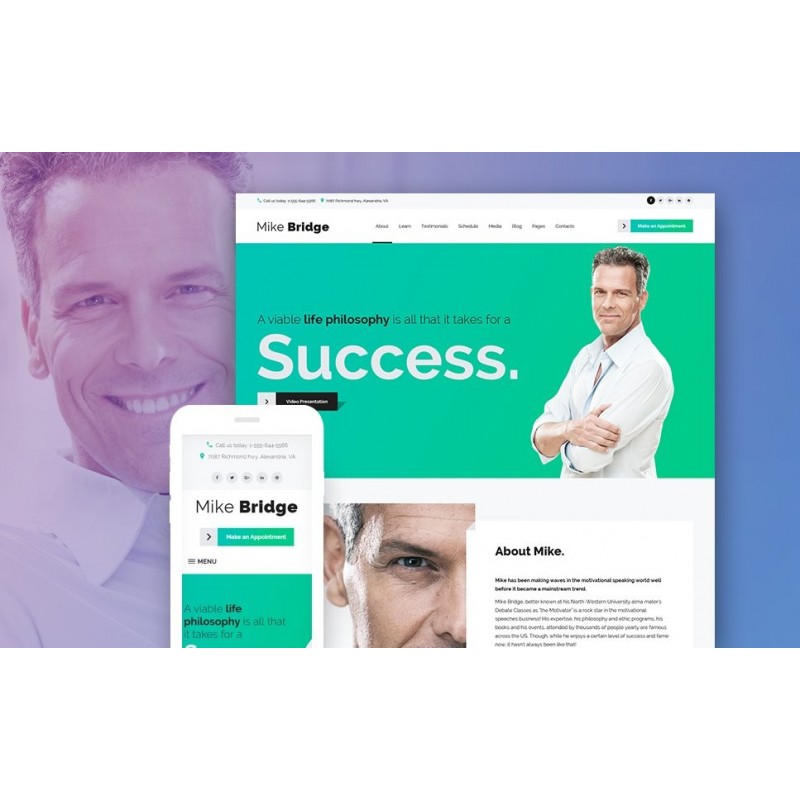 Call us today: 1-555-644-5566
7087 Richmond hwy, Alexandria, VA
Mike Bridge
About
Learn
Testimonials
Schedule
Media
Blog
Pages
Contacts
Make an Appointment
A viable life philosophy is all that it takes for a
Success.
Video Presentation
About Mike.
Mike has been making waves in the motivational speaking world well
before it became a mainstream trend.
Mike Bridge, better known at his North-Western University alma mater's
Debate Classes as "the Motivator" is a rock star in the motivational
speeches business! His expertise, his philosophy and ethic programs, his
books and his events, attended by thousands of people yearly are famous
across the US. Though, while he enjoys a certain level of success and fame
now, it hasn't always been like that!
Call us today: 1-555-644-5566
7087 Richmond hwy, Alexandria, VA
Mike Bridge
Make an Appointment
MENU
A viable life
philosophy is all that
it takes for a